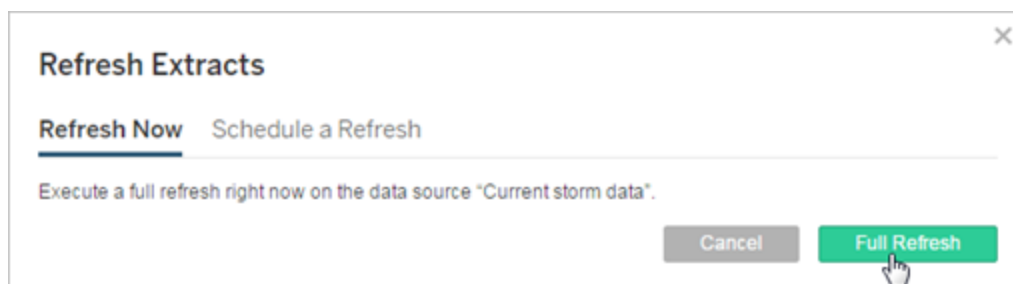 Refresh Extracts
Refresh Now Schedule a Refresh
Execute a full refresh right now on the data source “Current storm data”.
Cancel Full Refresh